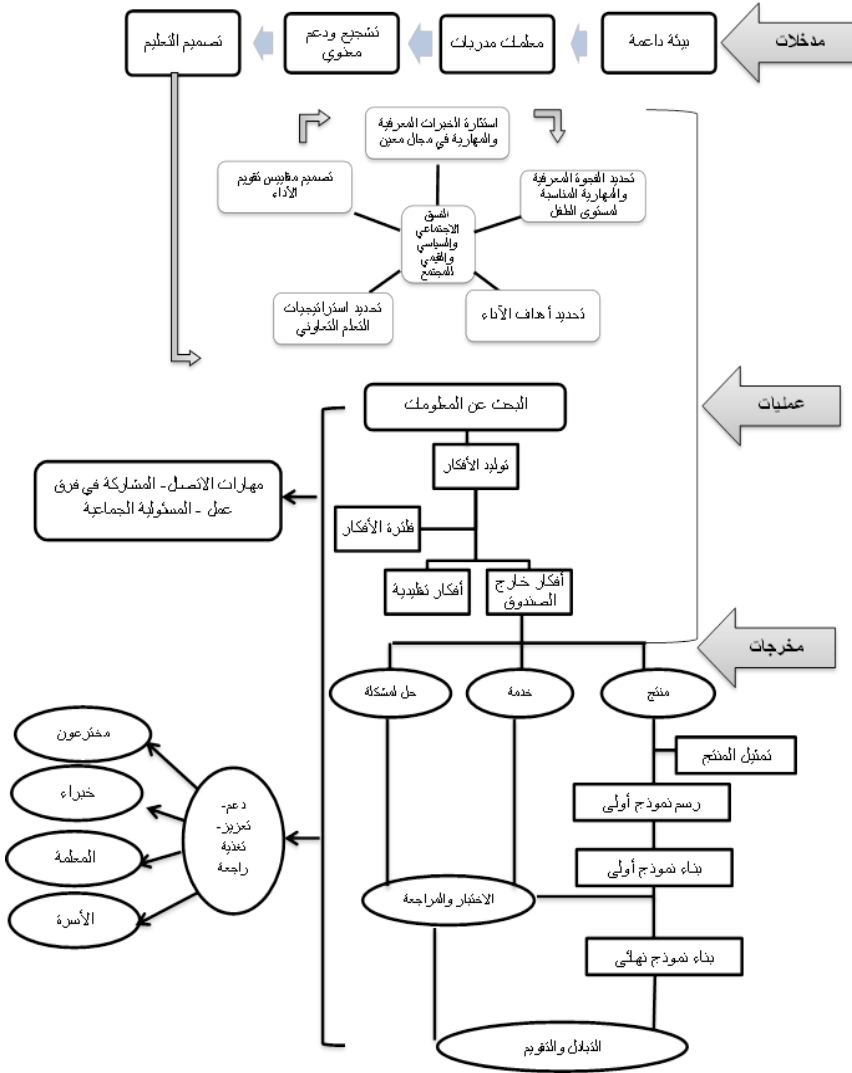 مدخلات
بيئة داعمة
معلمات مدربات
تشجيع ودعم
معنوي
تصميم التعليم
استثارة الخبرات المعرفية
والمهارية في مجال معين
تحديد الفجوة المعرفية
والمهارية المناسبة
لمستوى الطفل
تحديد أهداف الآداء
تحديد استراتيجيات
التعلم التعاوني
تصميم مقاييس تقويم
الأداء
النسق
الاجتماعي
والسياسي
والقيمي
للمجتمع
عمليات
البحث عن المعلومات
توليد الأفكار
فلترة الأفكار
أفكار خارج
الصندوق
أفكار تقليدية
مهارات الاتصال - المشاركة في فرق
عمل - المسئولية الجماعية
مخرجات
منتج
خدمة
حل لمشكلة
تمثيل المنتج
رسم نموذج أولى
بناء نموذج أولى
الاختبار والمراجعة
بناء نموذج نهائى
التبادل والتقويم
دعم-
تعزيز-
تغذية
راجعة
مخترعون
خبراء
المعلمة
الأسرة